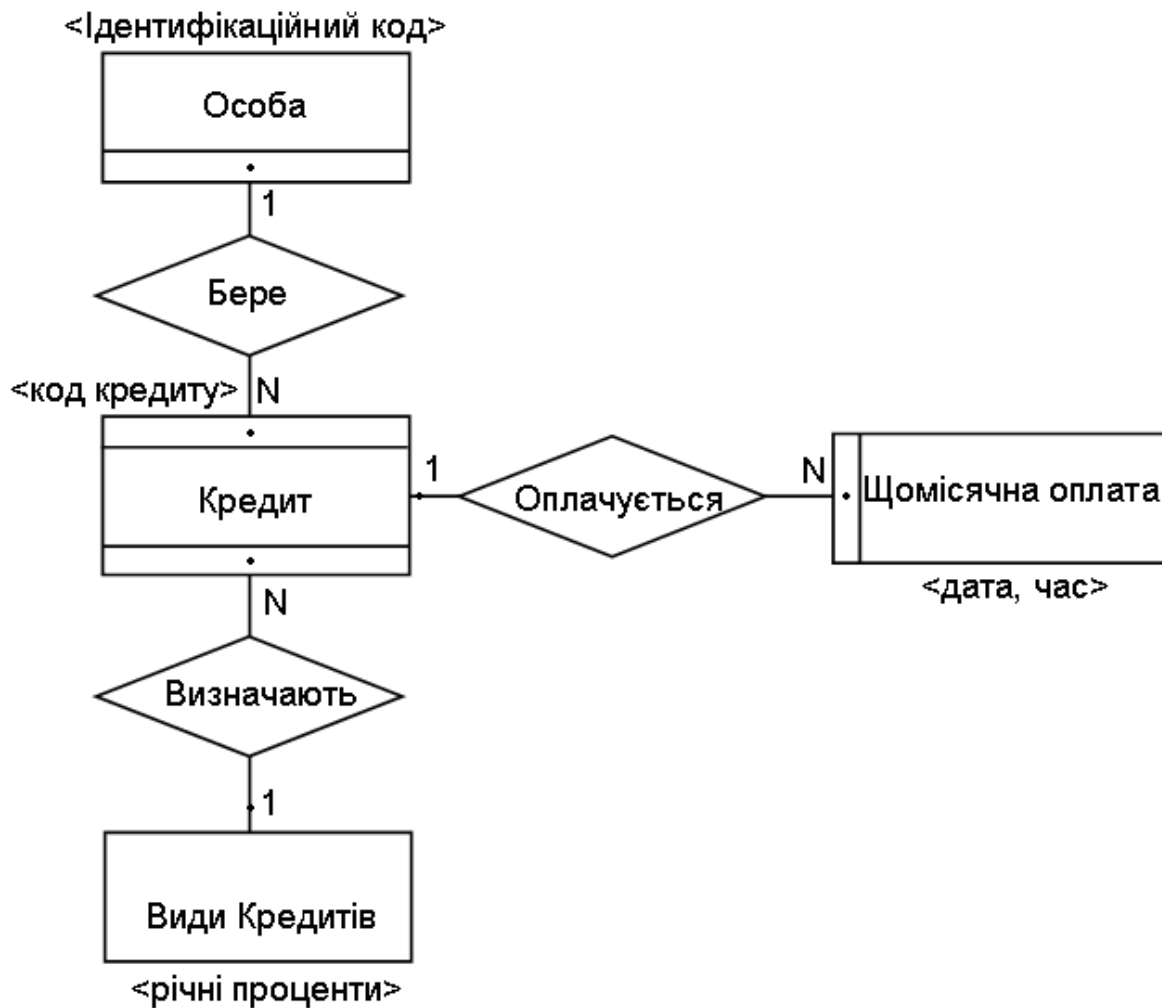 <Ідентифікаційний код>
Особа
1
Бере
<код кредиту> N
Кредит
1
Оплачується
N
Щомісячна оплата
<дата, час>
N
Визначають
1
Види Кредитів
<річні проценти>